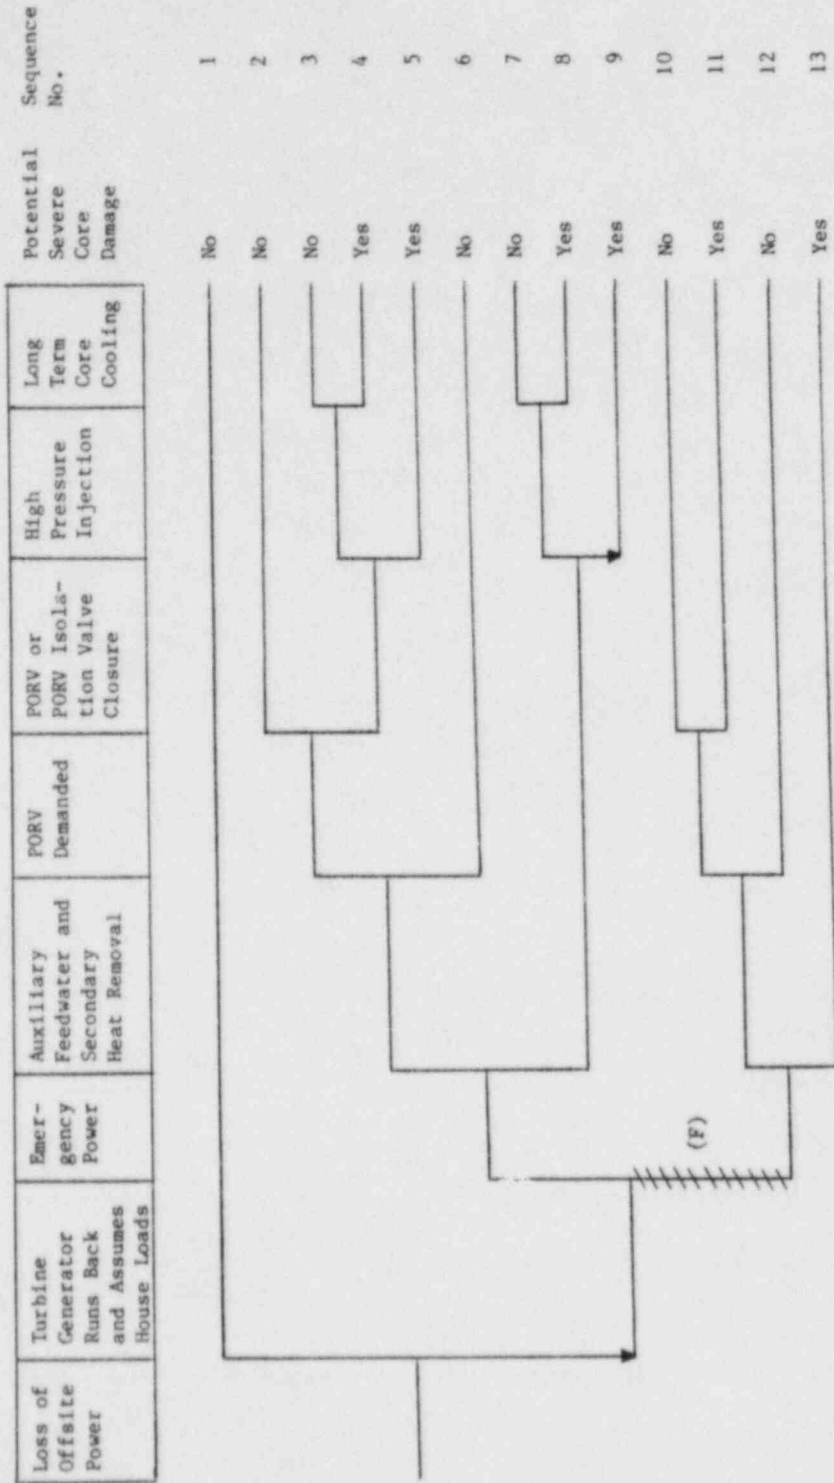 Loss of
Offsite
Power
Turbine
Generator
Runs Back
and Assumes
House Loads
Emer-
gency
Power
Auxiliary
Feedwater and
Secondary
Heat Removal
PORV
Demanded
PORV or
PORV Isola-
tion Valve
Closure
High
Pressure
Injection
Long
Term
Core
Cooling
Potential
Severe
Core
Damage
Sequence
No.
No 1
No 2
No 3
Yes 4
Yes 5
No 6
No 7
Yes 8
Yes 9
No 10
Yes 11
No 12
Yes 13
(F)